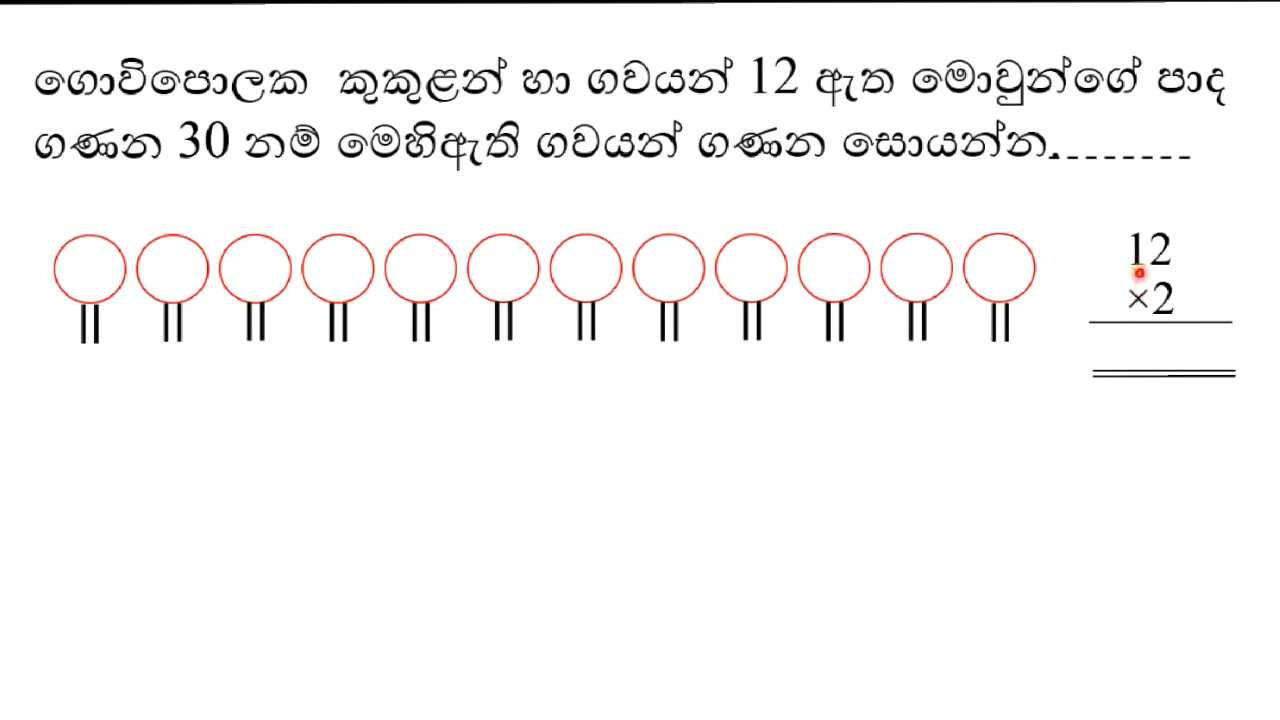 ගොවිපොලක කුකුළන් හා ගවයන් 12 ඇත මොවුන්ගේ පාද
ගණන 30 නම් මෙහිඇති ගවයන් ගණන සොයන්න.--------
12
×2